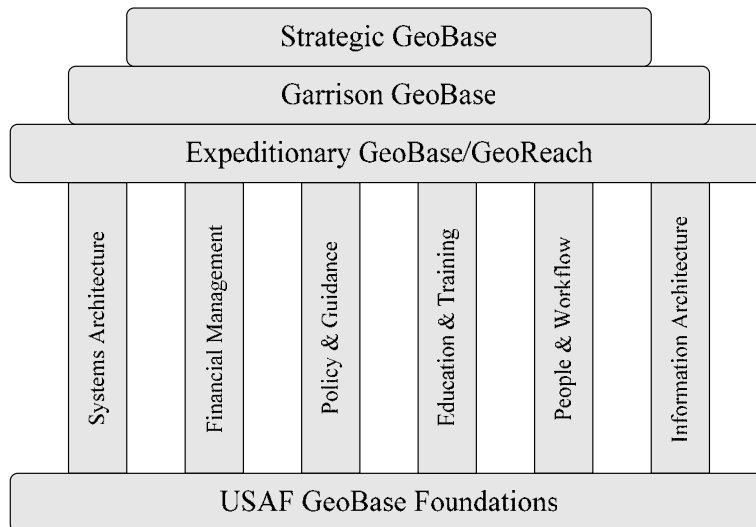 Strategic GeoBase
Garrison GeoBase
Expeditionary GeoBase/GeoReach
Systems Architecture
Financial Management
Policy & Guidance
Education & Training
People & Workflow
Information Architecture
USAF GeoBase Foundations